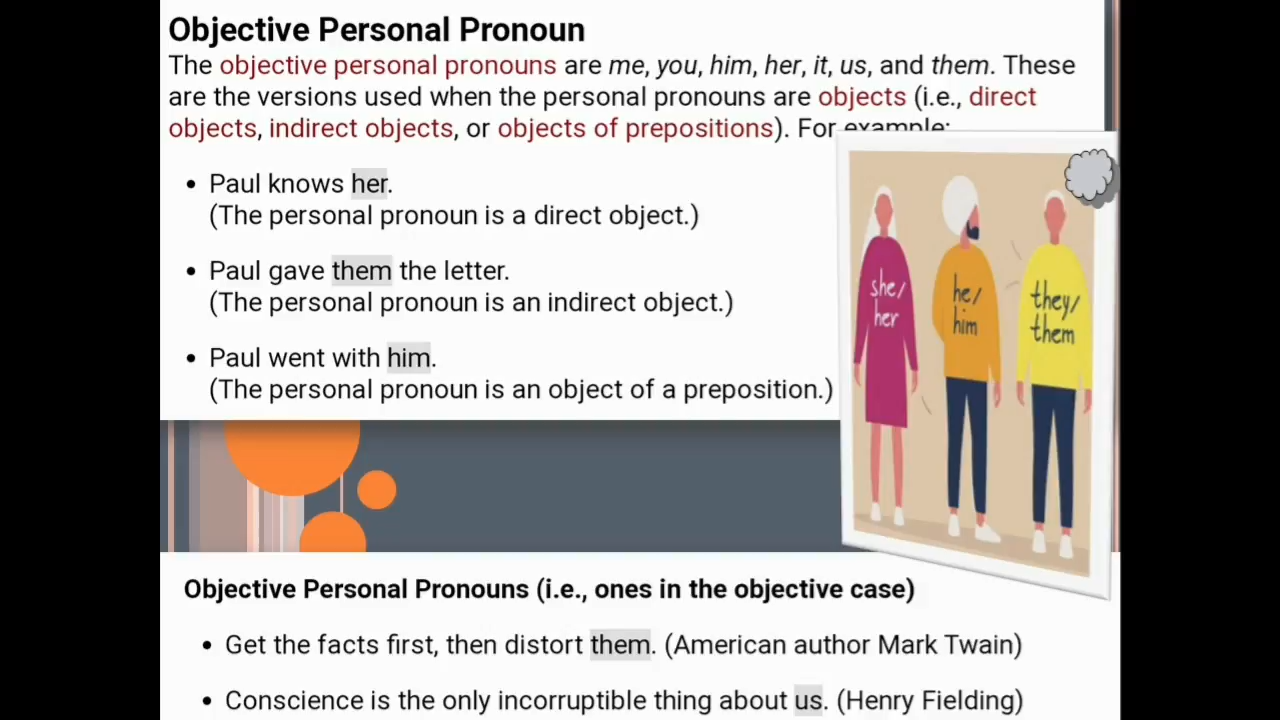 Objective Personal Pronoun
The objective personal pronouns are me, you, him, her, it, us, and them. These
are the versions used when the personal pronouns are objects (i.e., direct
objects, indirect objects, or objects of prepositions). For example:
• Paul knows her.
(The personal pronoun is a direct object.)
• Paul gave them the letter.
(The personal pronoun is an indirect object.)
• Paul went with him.
(The personal pronoun is an object of a preposition.)
she/
her
he/
him
they/
them
Objective Personal Pronouns (i.e., ones in the objective case)
• Get the facts first, then distort them. (American author Mark Twain)
• Conscience is the only incorruptible thing about us. (Henry Fielding)